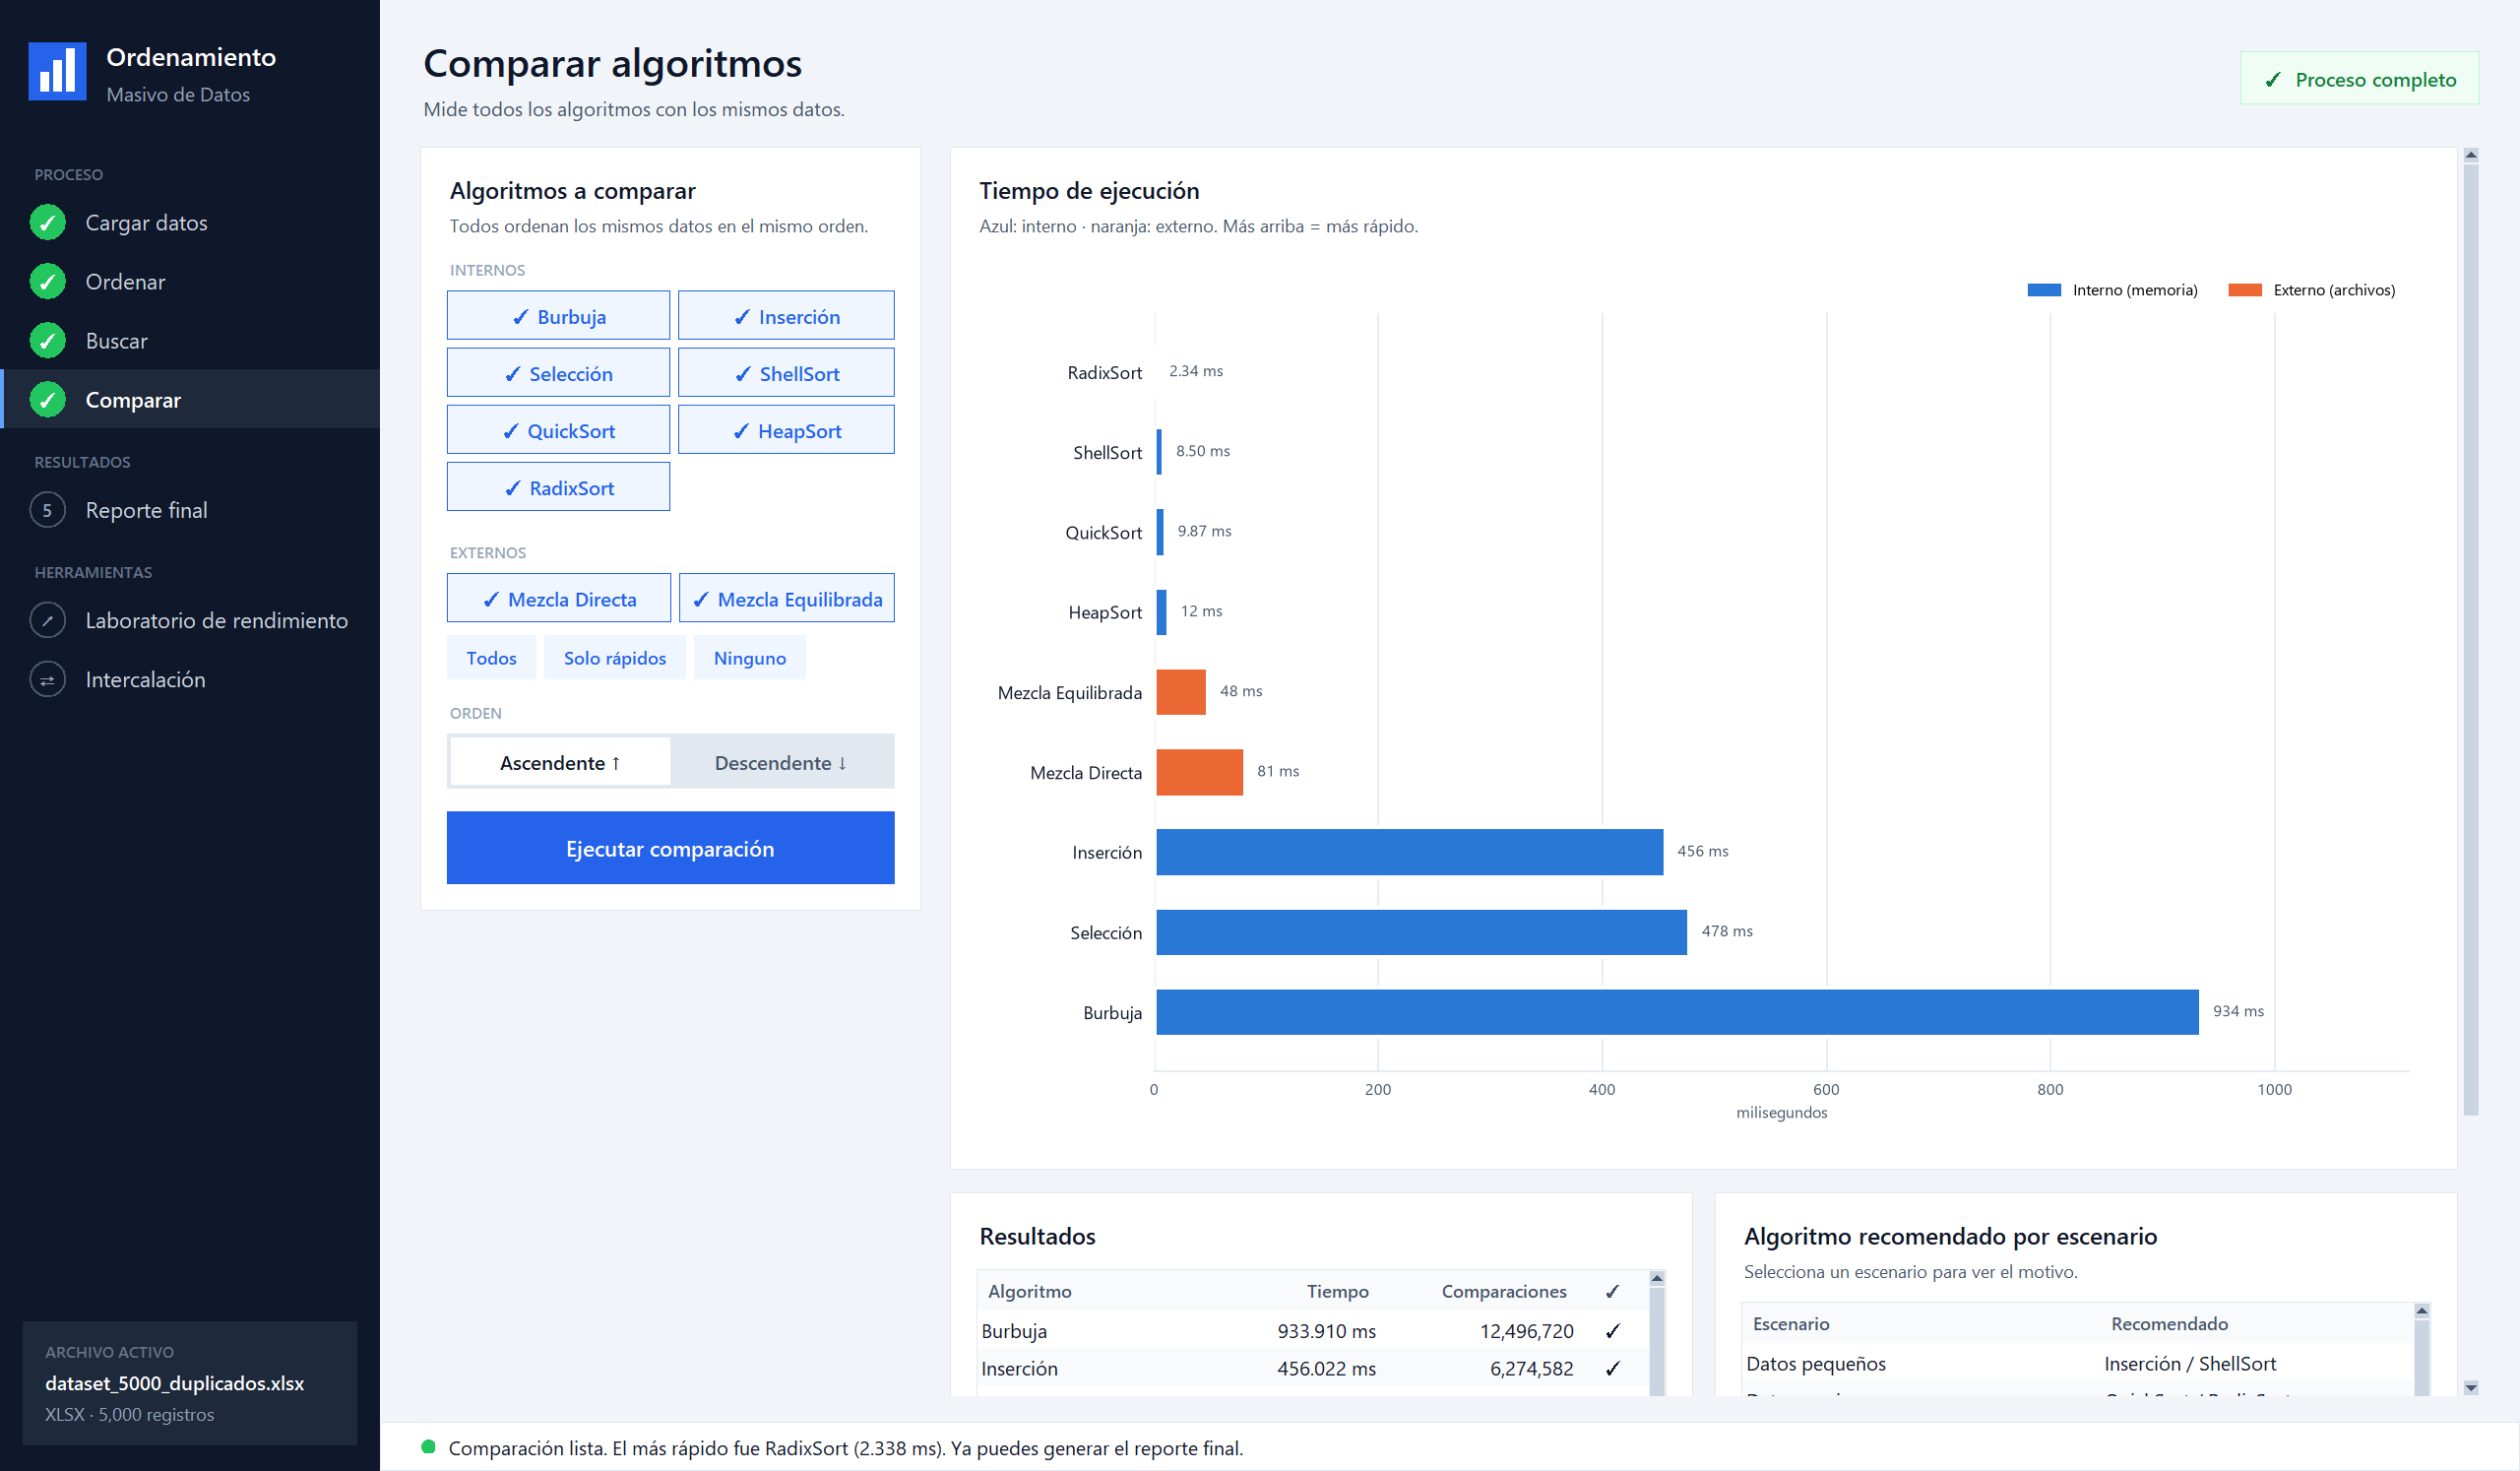 Ordenamiento
Masivo de Datos
PROCESO
Cargar datos
Ordenar
Buscar
Comparar
RESULTADOS
5 Reporte final
HERRAMIENTAS
Laboratorio de rendimiento
Intercalación
ARCHIVO ACTIVO
dataset_5000_duplicados.xlsx
XLSX · 5,000 registros
Comparar algoritmos
Mide todos los algoritmos con los mismos datos.
✓ Proceso completo
Algoritmos a comparar
Todos ordenan los mismos datos en el mismo orden.
INTERNOS
✓ Burbuja ✓ Inserción
✓ Selección ✓ ShellSort
✓ QuickSort ✓ HeapSort
✓ RadixSort
EXTERNOS
✓ Mezcla Directa ✓ Mezcla Equilibrada
Todos Solo rápidos Ninguno
ORDEN
Ascendente ↑ Descendente ↓
Ejecutar comparación
Tiempo de ejecución
Azul: interno · naranja: externo. Más arriba = más rápido.
Interno (memoria) Externo (archivos)
RadixSort 2.34 ms
ShellSort 8.50 ms
QuickSort 9.87 ms
HeapSort 12 ms
Mezcla Equilibrada 48 ms
Mezcla Directa 81 ms
Inserción 456 ms
Selección 478 ms
Burbuja 934 ms
0 200 400 600 800 1000
milisegundos
Resultados
Algoritmo Tiempo Comparaciones ✓
Burbuja 933.910 ms 12,496,720 ✓
Inserción 456.022 ms 6,274,582 ✓
Algoritmo recomendado por escenario
Selecciona un escenario para ver el motivo.
Escenario Recomendado
Datos pequeños Inserción / ShellSort
Comparación lista. El más rápido fue RadixSort (2.338 ms). Ya puedes generar el reporte final.